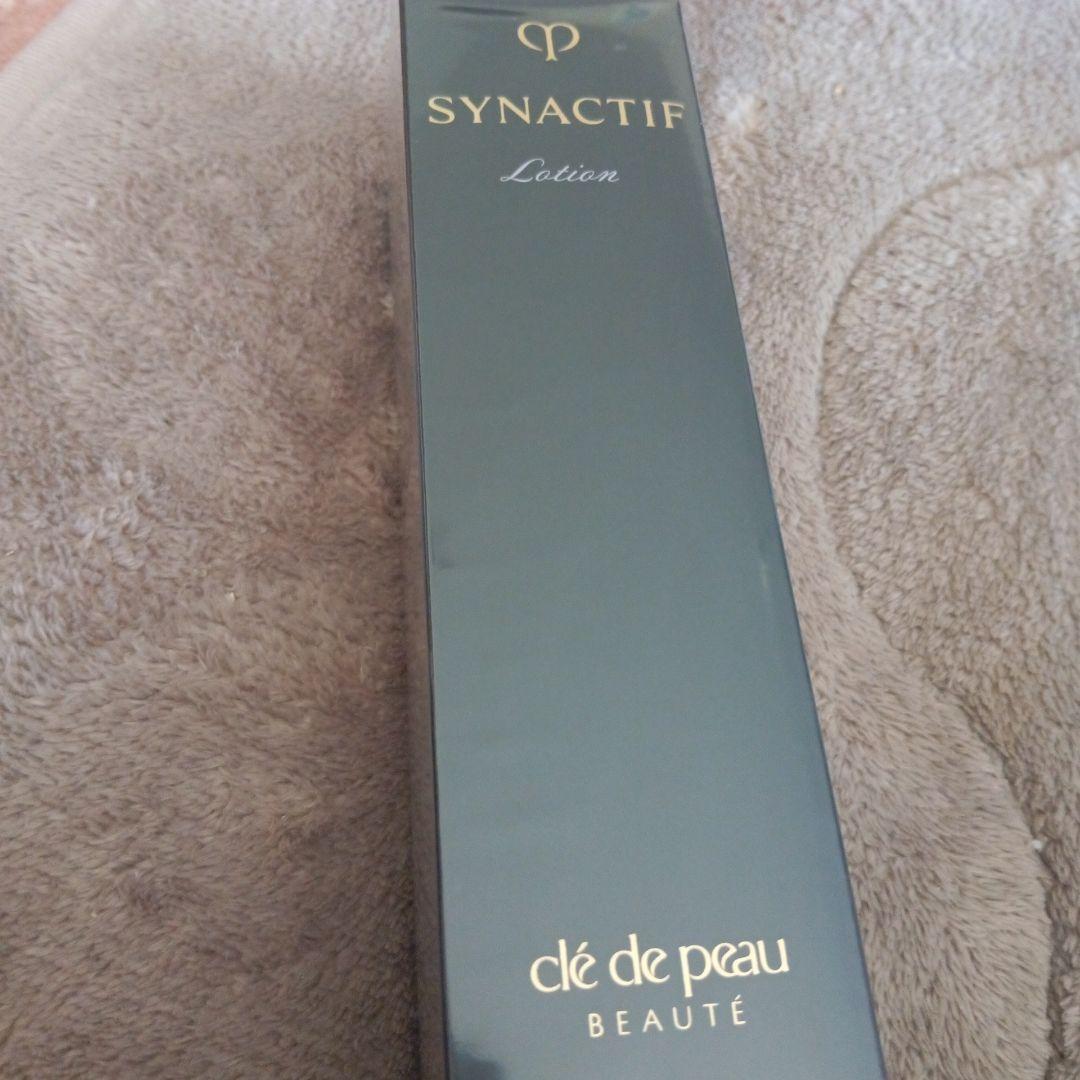 SYNACTIF
Lotion
clé de peau
BEAUTÉ